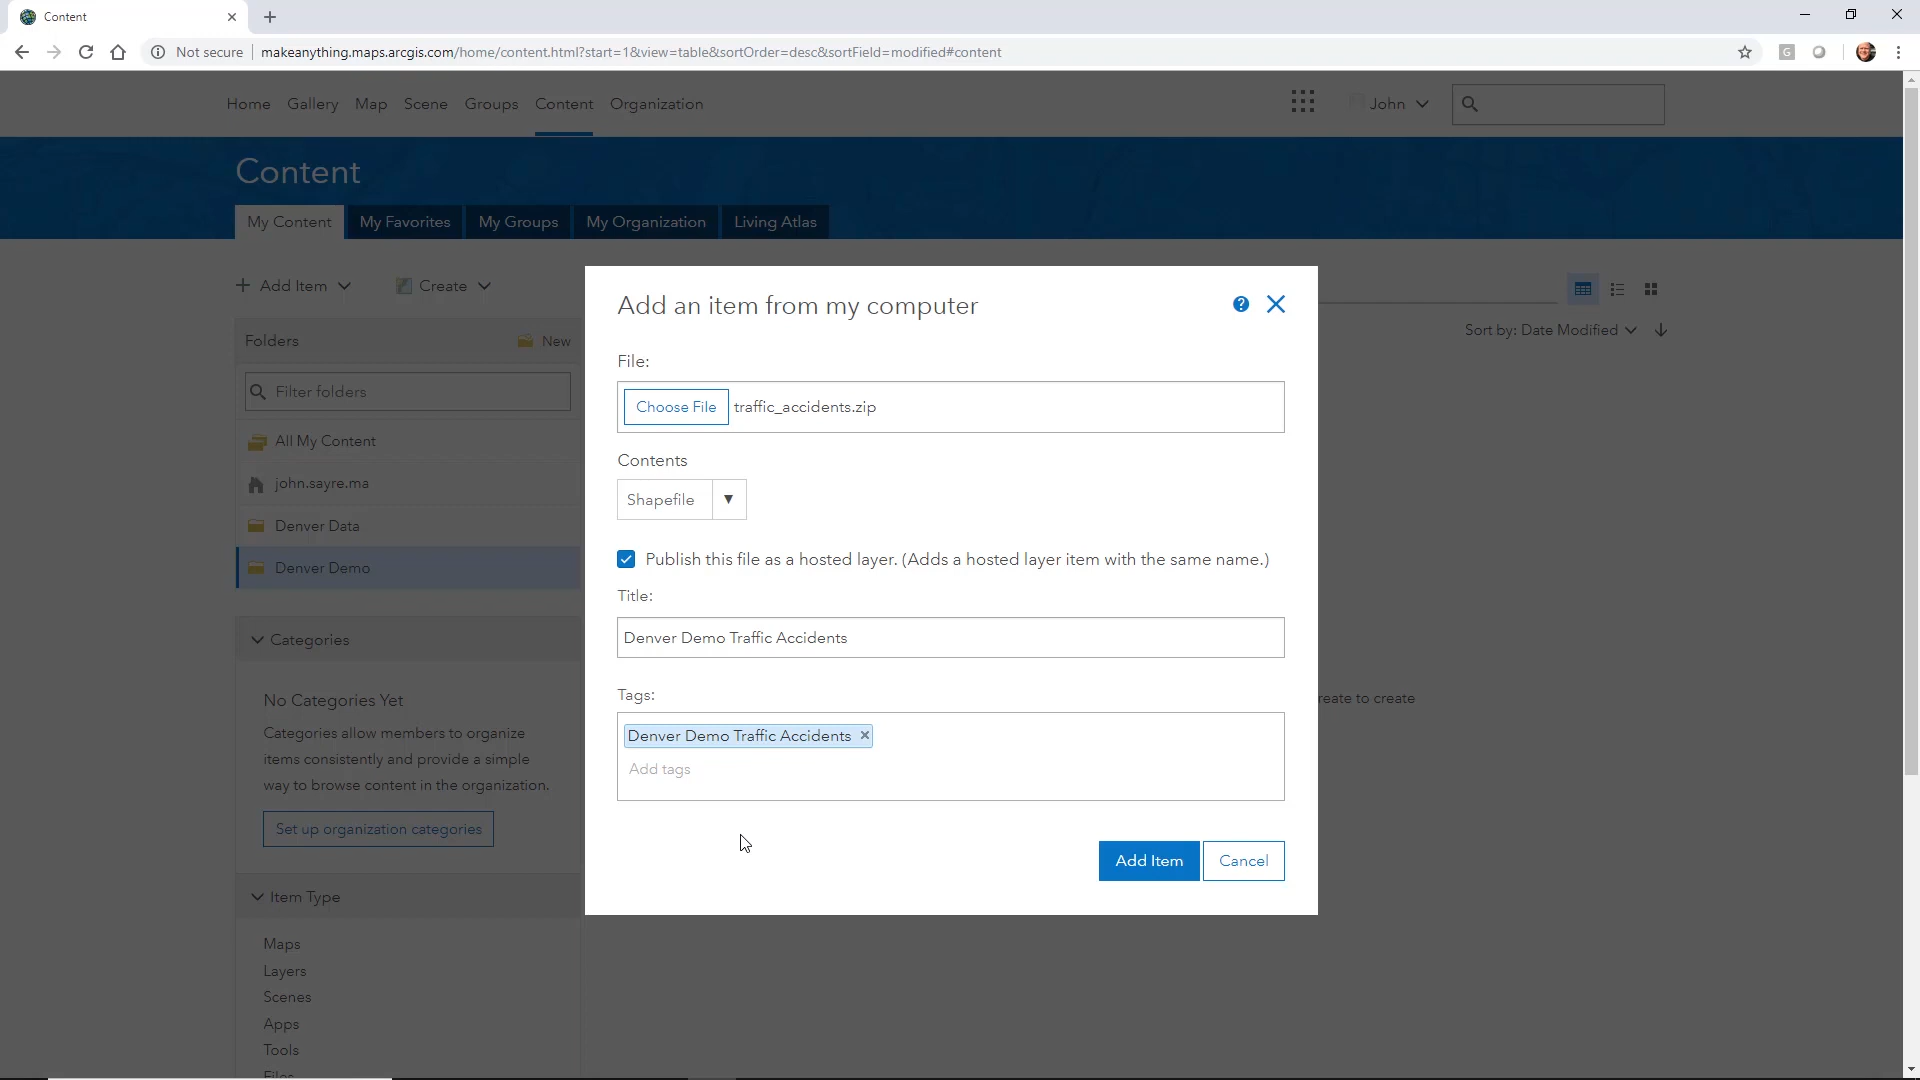 Content
Not secure
makeanything.maps.arcgis.com/home/content.html?start=1&view=table&sortOrder=desc&sortField=modified#content
G
Home Gallery Map Scene Groups Content Organization
John
Content
My Content My Favorites My Groups My Organization Living Atlas
Add Item Create
Sort by: Date Modified
Folders New
Filter folders
All My Content
john.sayre.ma
Denver Data
Denver Demo
Categories
No Categories Yet
Categories allow members to organize
items consistently and provide a simple
way to browse content in the organization.
Set up organization categories
Item Type
Maps
Layers
Scenes
Apps
Tools
Files
Add an item from my computer
?
File:
Choose File traffic_accidents.zip
Contents
Shapefile
Publish this file as a hosted layer. (Adds a hosted layer item with the same name.)
Title:
Denver Demo Traffic Accidents
Tags:
Denver Demo Traffic Accidents ×
Add tags
Add Item Cancel
reate to create